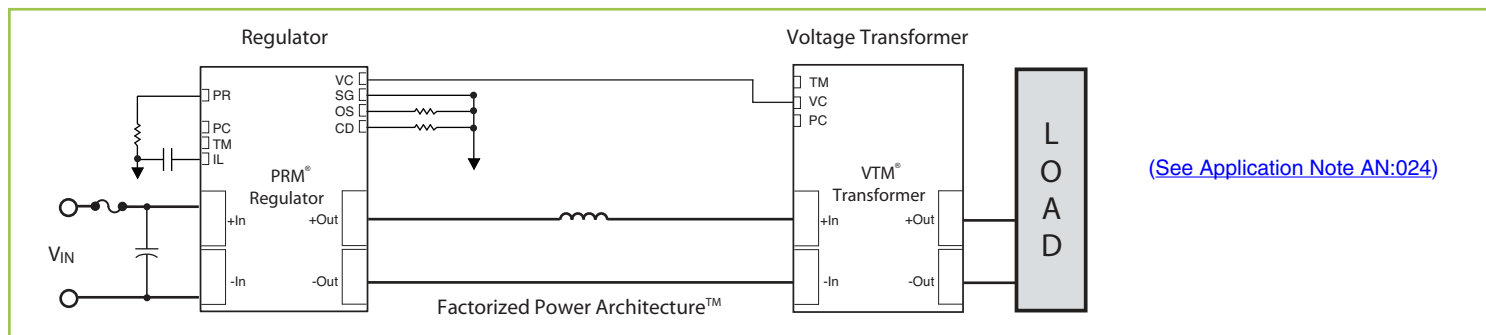 Regulator
Voltage Transformer
PR
PC
TM
IL
VC
SG
OS
CD
PRM®
Regulator
VIN
+In
-In
+Out
-Out
Factorized Power Architecture™
TM
VC
PC
VTM®
Transformer
+In
-In
+Out
-Out
L
O
A
D
(See Application Note AN:024)